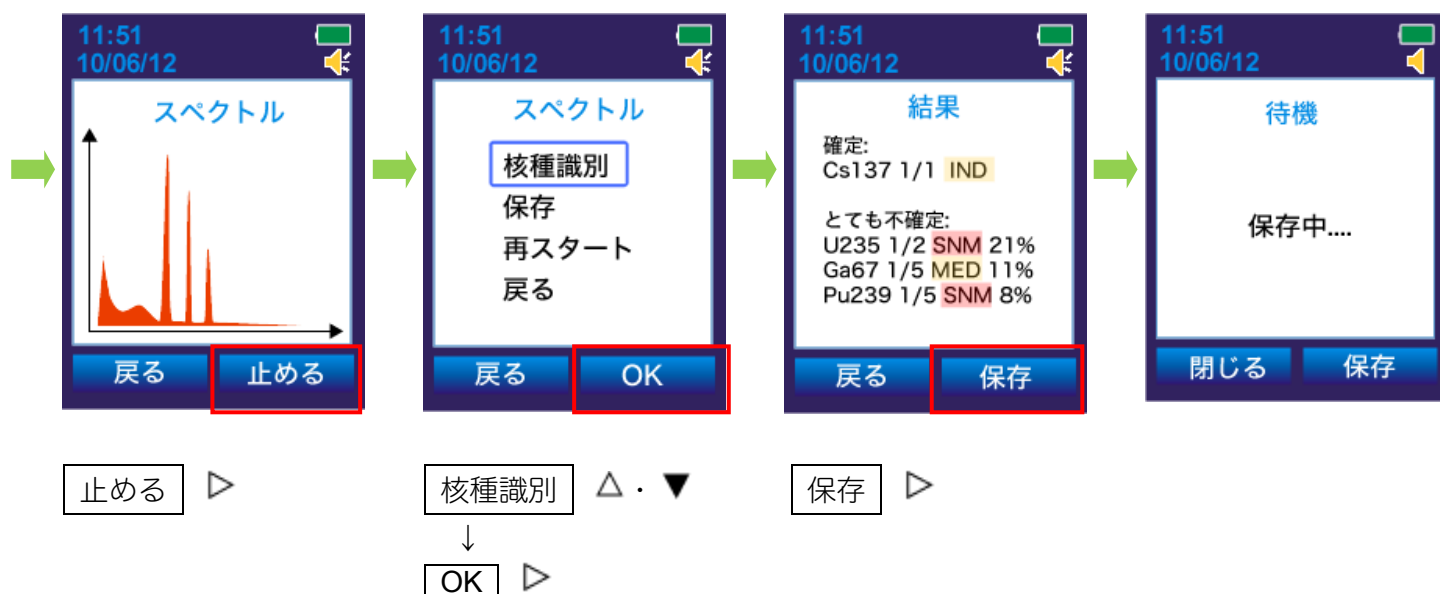 11:51
10/06/12
スペクトル
戻る
止める
11:51
10/06/12
スペクトル
核種識別
保存
再スタート
戻る
戻る
OK
11:51
10/06/12
結果
確定:
Cs137 1/1 IND
とても不確定:
U235 1/2 SNM 21%
Ga67 1/5 MED 11%
Pu239 1/5 SNM 8%
戻る
保存
11:51
10/06/12
待機
保存中....
閉じる
保存
止める ▷
核種識別 △・▼
↓
OK ▷
保存 ▷